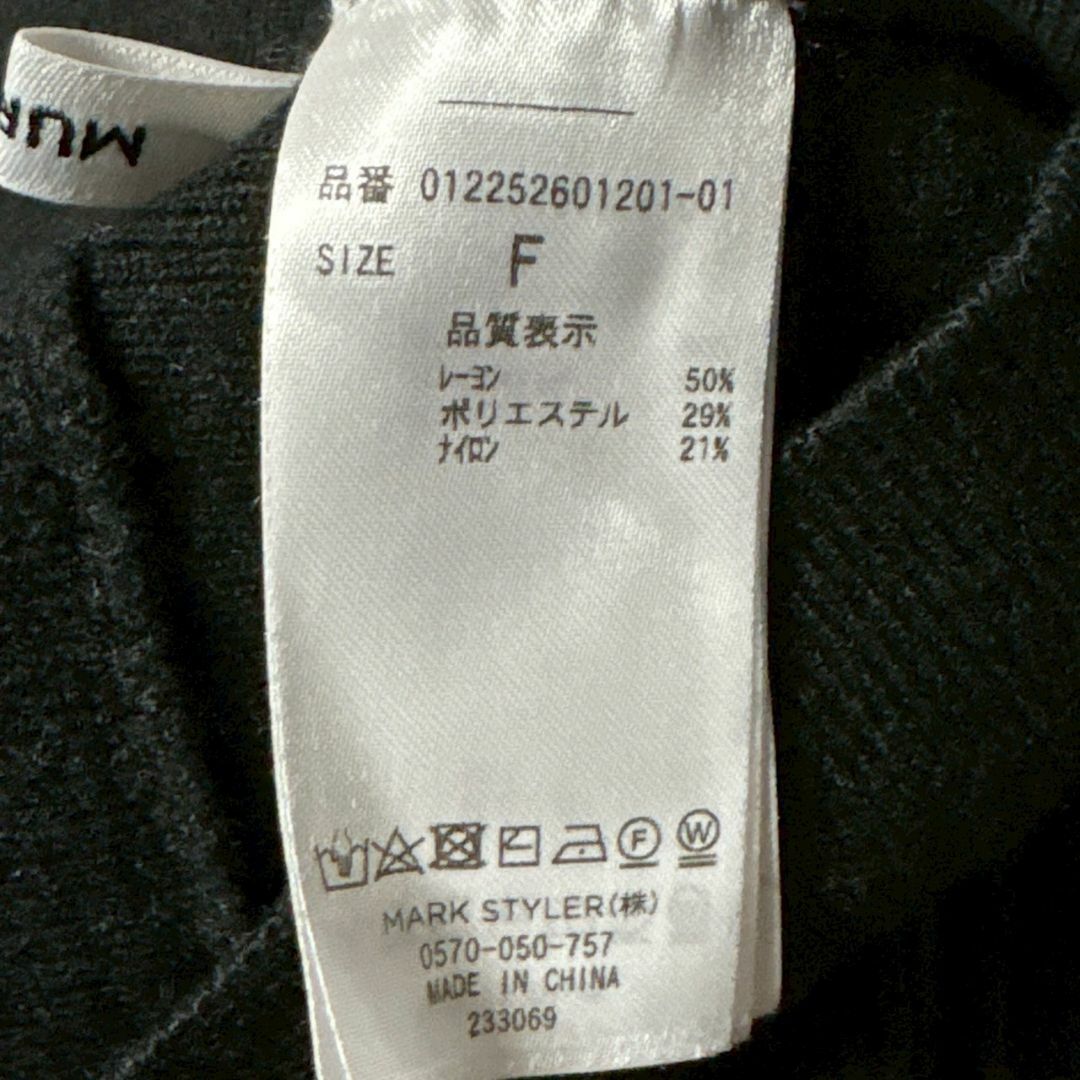 品番 012252601201-01
SIZE F
品質表示
レーヨン 50%
ポリエステル 29%
ナイロン 21%
F W
MARK STYLER(株)
0570-050-757
MADE IN CHINA
233069